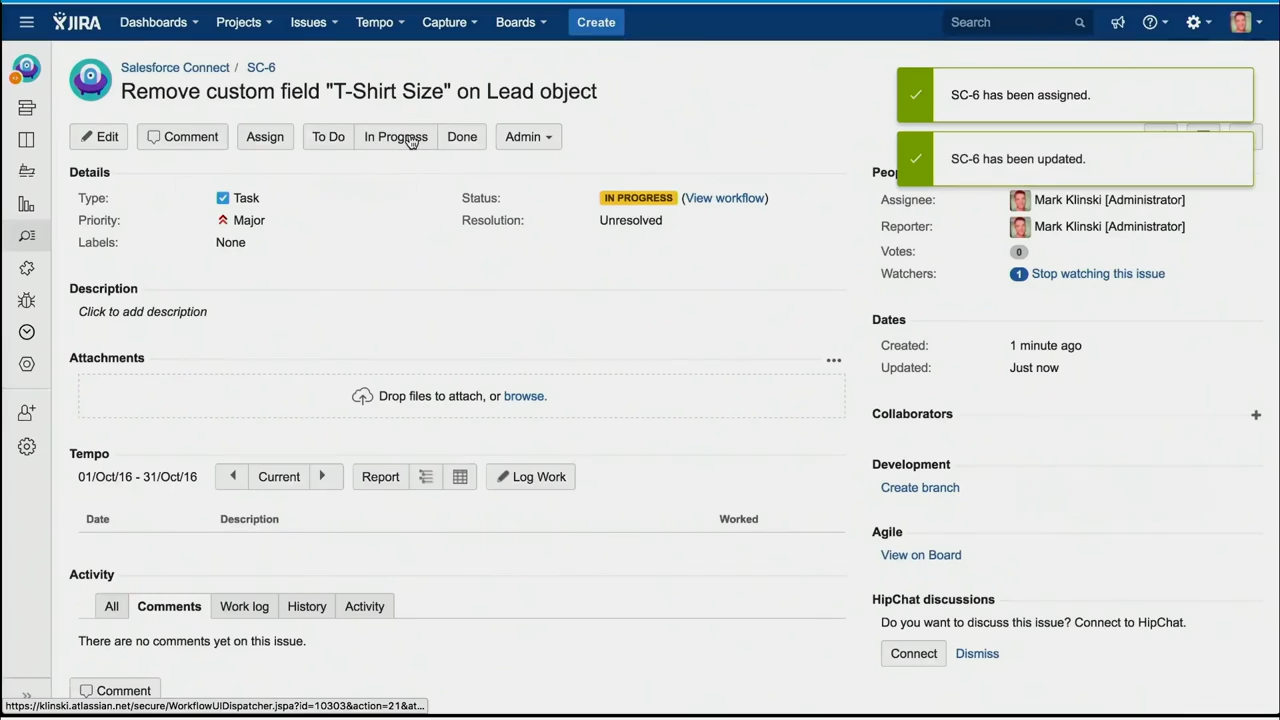 JIRA Dashboards Projects Issues Tempo Capture Boards Create Search
Salesforce Connect / SC-6
Remove custom field "T-Shirt Size" on Lead object
SC-6 has been assigned.
SC-6 has been updated.
Edit Comment Assign To Do In Progress Done Admin
Details
Type: Task
Priority: Major
Labels: None
Status: IN PROGRESS (View workflow)
Resolution: Unresolved
Description
Click to add description
Attachments
Drop files to attach, or browse.
Tempo
01/Oct/16 - 31/Oct/16 Current Report Log Work
Date Description Worked
Activity
All Comments Work log History Activity
There are no comments yet on this issue.
Comment
Assignee: Mark Klinski [Administrator]
Reporter: Mark Klinski [Administrator]
Votes: 0
Watchers: 1 Stop watching this issue
Dates
Created: 1 minute ago
Updated: Just now
Collaborators
Development
Create branch
Agile
View on Board
HipChat discussions
Do you want to discuss this issue? Connect to HipChat.
Connect Dismiss
https://klinski.atlassian.net/secure/WorkflowUIDispatcher.jspa?id=10303&action=21&at...